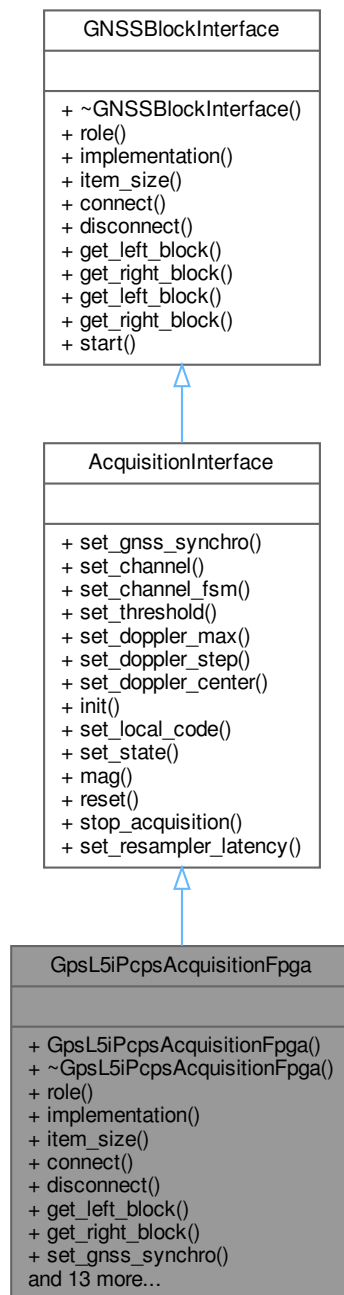 GNSSBlockInterface
+ ~GNSSBlockInterface()
+ role()
+ implementation()
+ item_size()
+ connect()
+ disconnect()
+ get_left_block()
+ get_right_block()
+ get_left_block()
+ get_right_block()
+ start()
AcquisitionInterface
+ set_gnss_synchro()
+ set_channel()
+ set_channel_fsm()
+ set_threshold()
+ set_doppler_max()
+ set_doppler_step()
+ set_doppler_center()
+ init()
+ set_local_code()
+ set_state()
+ mag()
+ reset()
+ stop_acquisition()
+ set_resampler_latency()
GpsL5iPcpsAcquisitionFpga
+ GpsL5iPcpsAcquisitionFpga()
+ ~GpsL5iPcpsAcquisitionFpga()
+ role()
+ implementation()
+ item_size()
+ connect()
+ disconnect()
+ get_left_block()
+ get_right_block()
+ set_gnss_synchro()
and 13 more...